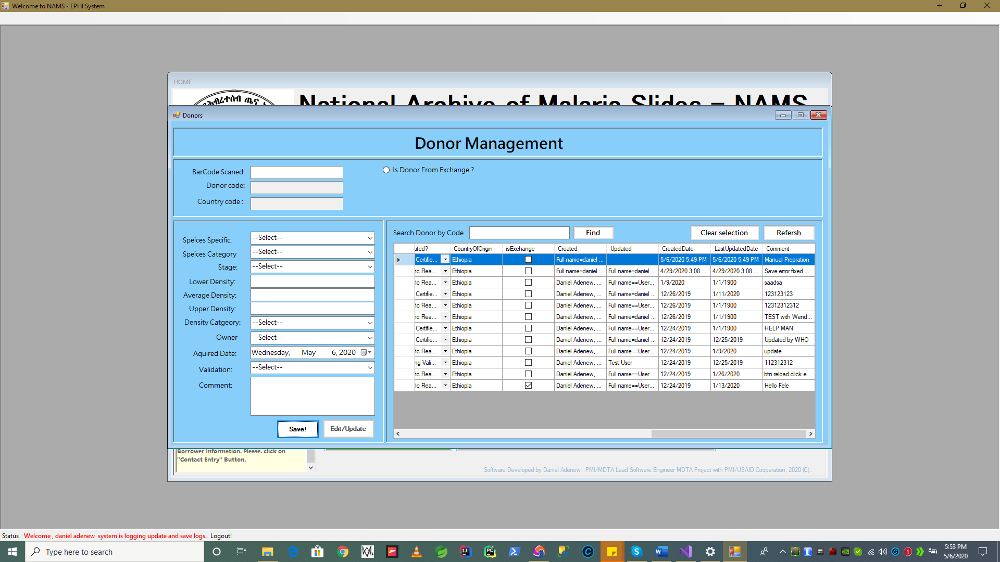 Welcome to NAMS - EPHI System
HOME
National Archive of Malaria Slides – NAMS
Donors
Donor Management
BarCode Scaned:
Is Donor From Exchange ?
Donor code:
Country code :
Speices Specific: --Select--
Speices Category --Select--
Stage: --Select--
Lower Density:
Average Density:
Upper Density:
Density Catgeory: --Select--
Owner --Select--
Aquired Date: Wednesday, May 6, 2020
Validation: --Select--
Comment:
Save! Edit/Update
Search Donor by Code Find Clear selection Refersh
ated? CountryOfOrigin isExchange Created Updated CreatedDate LastUpdatedDate Comment
Certifie... Ethiopia Full name=daniel ... 5/6/2020 5:49 PM 5/6/2020 5:49 PM Manual Prepration
ic Rea... Ethiopia Full name=daniel ... Full name=daniel ... 4/29/2020 3:08 ... 4/29/2020 3:08 ... Save error fixed ...
ic Rea... Ethiopia Daniel Adenew, ... Full name==User... 1/9/2020 1/1/1900 saadsa
Certifie... Ethiopia Daniel Adenew, ... Full name=daniel ... 12/26/2019 1/11/2020 123123123
ic Rea... Ethiopia Daniel Adenew, ... Full name==User... 12/26/2019 1/1/1900 12312312312
ic Rea... Ethiopia Daniel Adenew, ... Full name=daniel ... 12/26/2019 1/1/1900 TEST with Wend...
Certifie... Ethiopia Daniel Adenew, ... Full name==User... 12/24/2019 1/1/1900 HELP MAN
Certifie... Ethiopia Daniel Adenew, ... Full name=daniel ... 12/24/2019 12/25/2019 Updated by WHO
ic Rea... Ethiopia Daniel Adenew, ... Full name==User... 12/24/2019 1/9/2020 update
ng Vali... Ethiopia Daniel Adenew, ... Test User 12/24/2019 12/25/2019 112312312
ic Rea... Ethiopia Daniel Adenew, ... Full name==User... 12/24/2019 1/26/2020 btn reload click e...
ic Rea... Ethiopia Daniel Adenew, ... Full name==User... 12/24/2019 1/13/2020 Hello Fele
Borrower Information. Please. click on
"Contact Entry" Button.
Software Developed by Daniel Adenew , PMI/MDTA Lead Software Engineer MDTA Project with PMI/USAID Cooperation, 2020 (C).
Status Welcome , daniel adenew system is logging update and save logs. Logout!
Type here to search
5:53 PM
5/6/2020